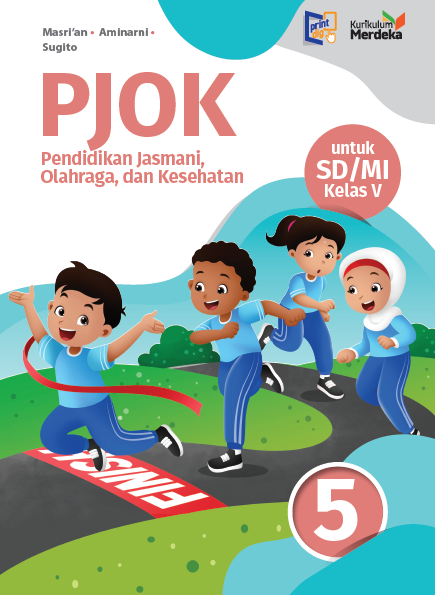 Masri'an • Aminarni •
Sugito
print
digi
Kurikulum
Merdeka
PJOK
Pendidikan Jasmani,
Olahraga, dan Kesehatan
untuk
SD/MI
Kelas V
FINISH
5